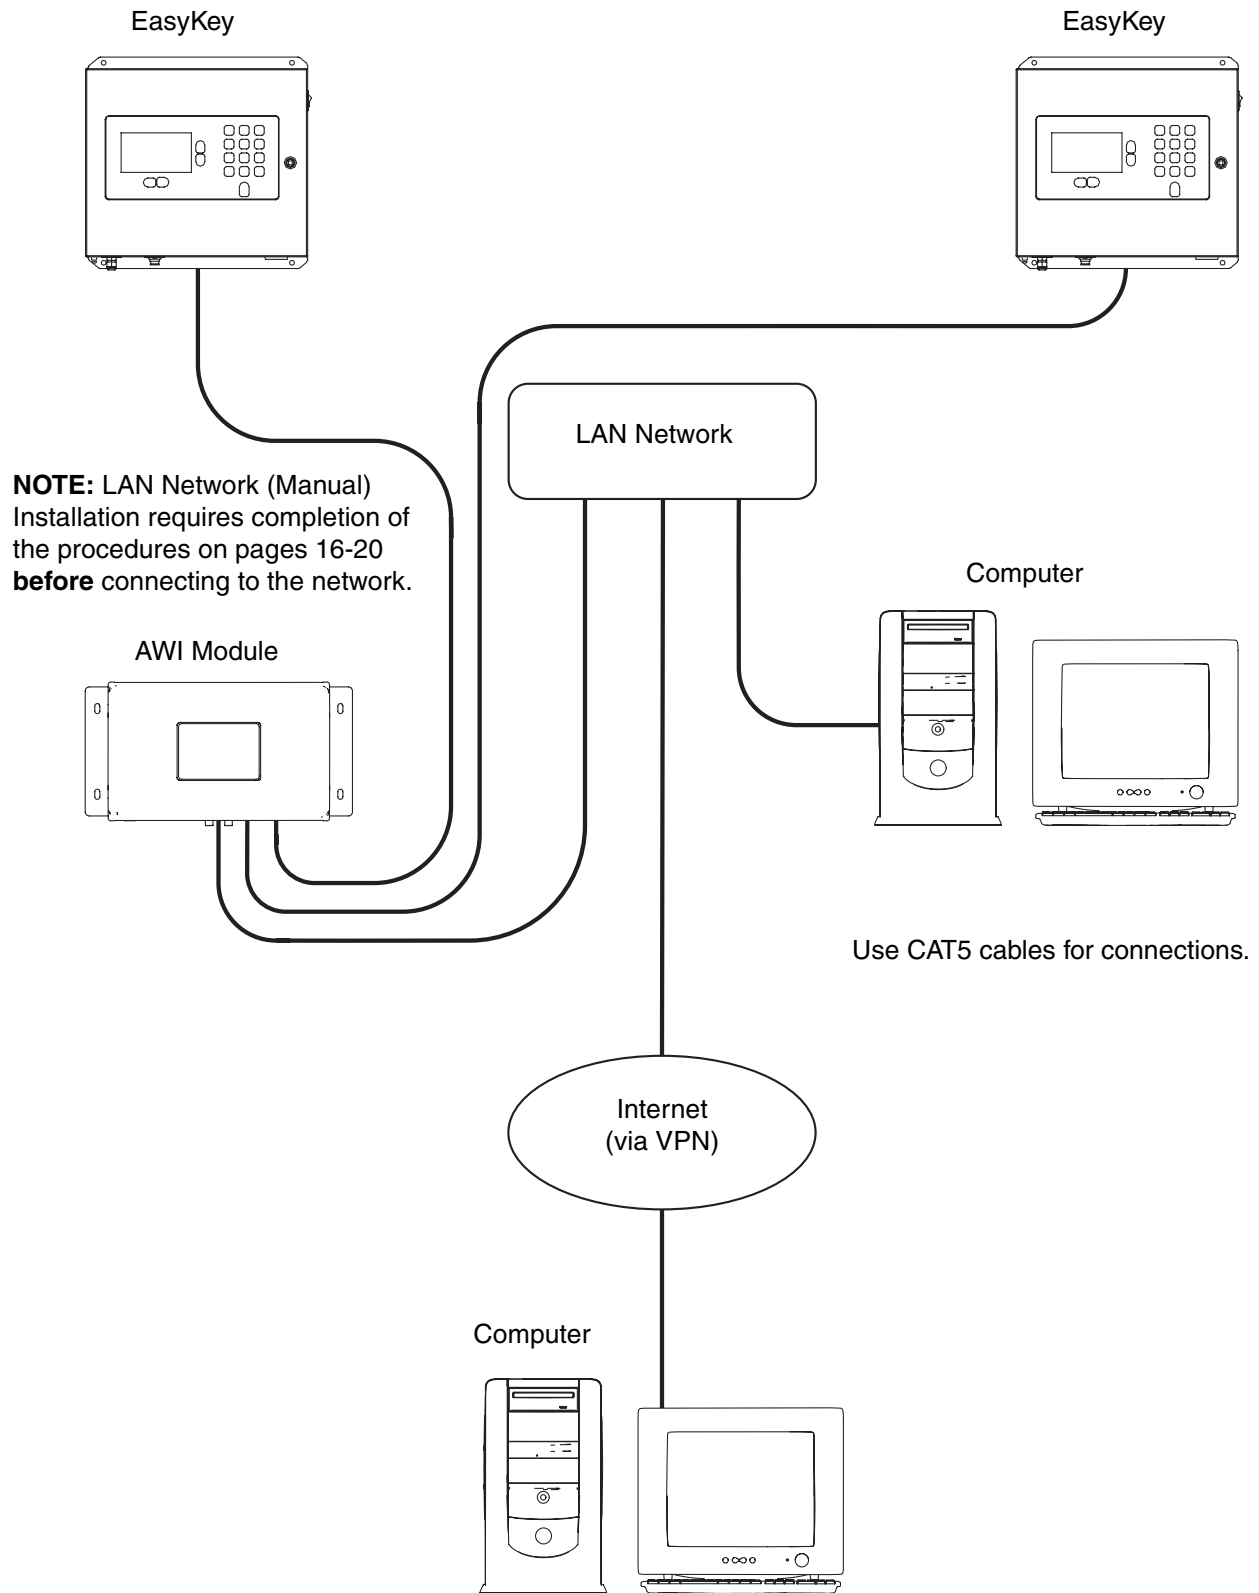 EasyKey
EasyKey
LAN Network
NOTE: LAN Network (Manual)
Installation requires completion of
the procedures on pages 16-20
before connecting to the network.
Computer
AWI Module
Use CAT5 cables for connections.
Internet
(via VPN)
Computer